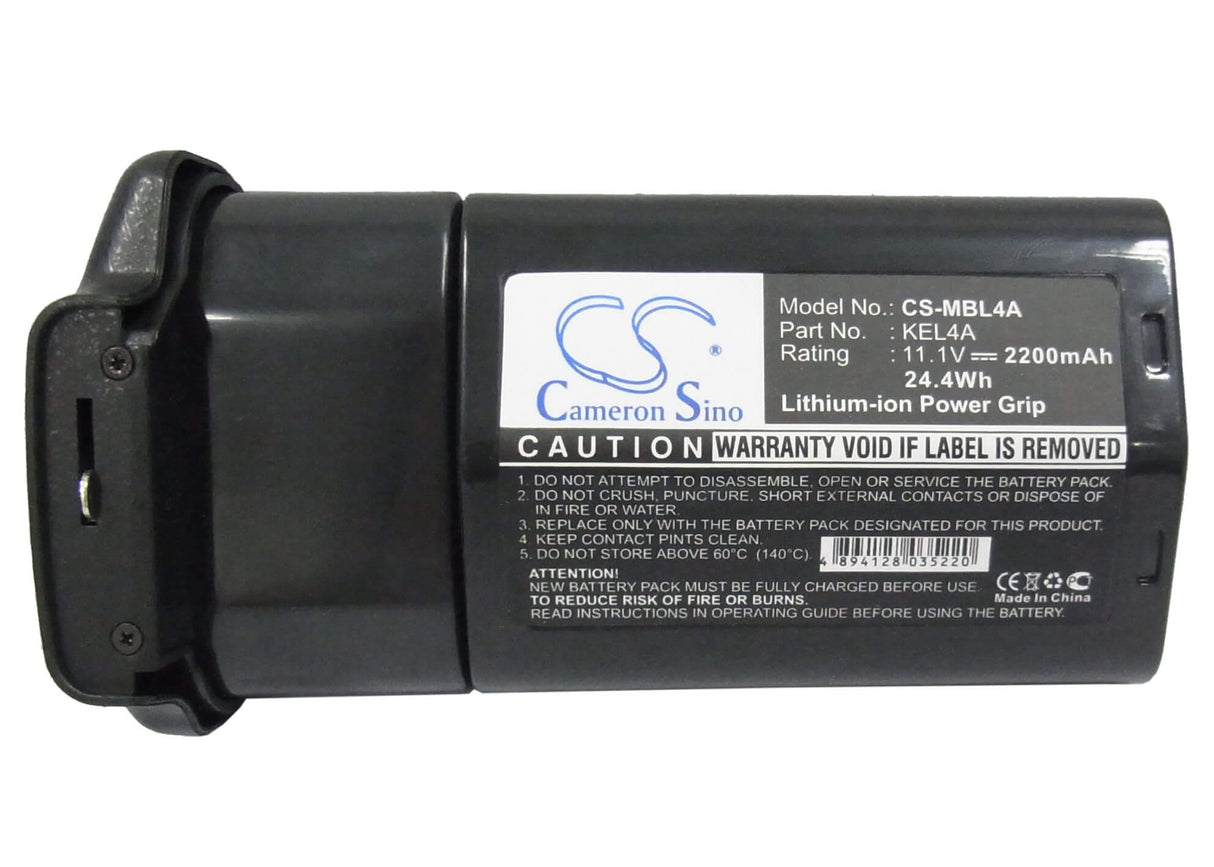 CS ®
Cameron Sino
Model No.: CS-MBL4A
Part No. : KEL4A
Rating : 11.1V⎓ 2200mAh
24.4Wh
Lithium-ion Power Grip
CAUTION WARRANTY VOID IF LABEL IS REMOVED
1. DO NOT ATTEMPT TO DISASSEMBLE, OPEN OR SERVICE THE BATTERY PACK.
2. DO NOT CRUSH, PUNCTURE, SHORT EXTERNAL CONTACTS OR DISPOSE OF
IN FIRE OR WATER.
3. REPLACE ONLY WITH THE BATTERY PACK DESIGNATED FOR THIS PRODUCT.
4 KEEP CONTACT PINTS CLEAN.
5. DO NOT STORE ABOVE 60°C (140°C).
4 894128 035220
ATTENTION!
NEW BATTERY PACK MUST BE FULLY CHARGED BEFORE USE.
TO REDUCE RISK OF FIRE OR BURNS.
READ INSTRUCTIONS IN OPERATING GUIDE BEFORE USING THE BATTERY.
CE
Made In China